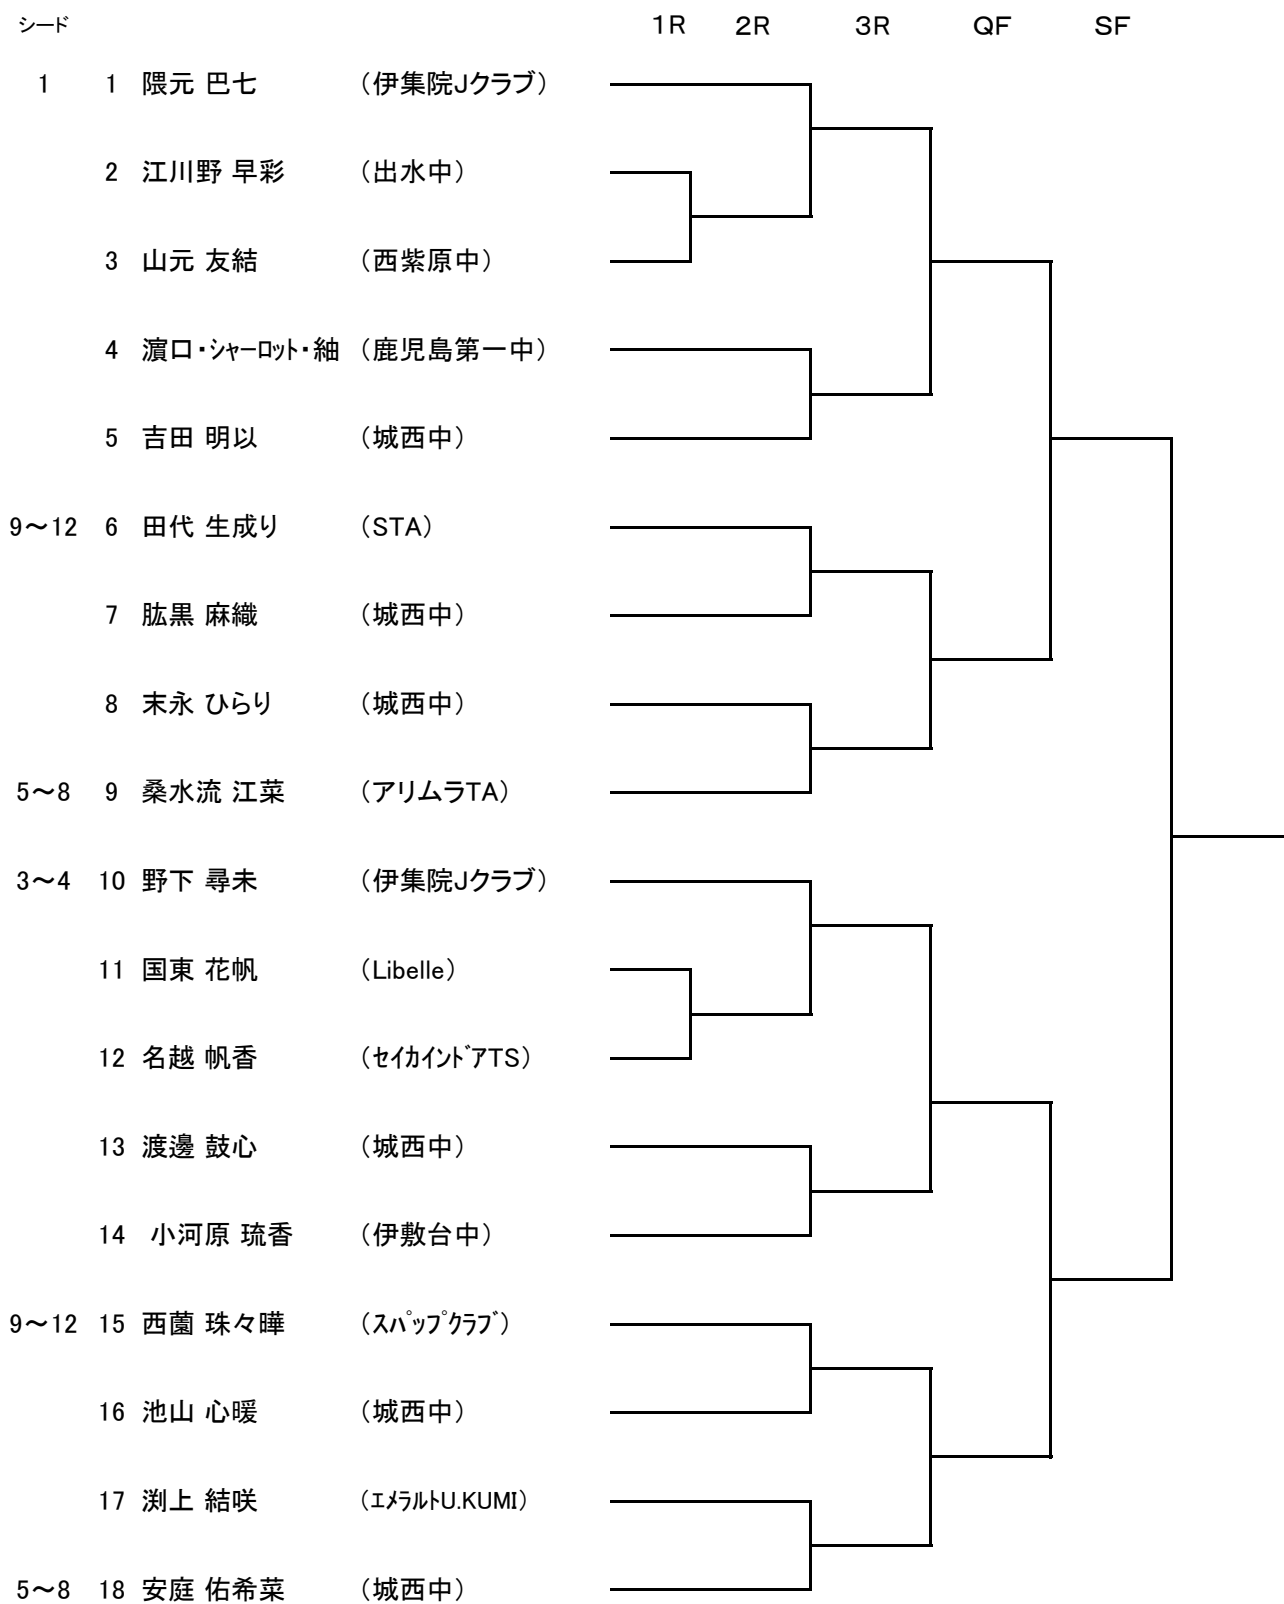 シード 1R 2R 3R QF SF
1 1 隈元 巴七 （伊集院Jクラブ）
2 江川野 早彩 （出水中）
3 山元 友結 （西紫原中）
4 濵口・シャーロット・紬 （鹿児島第一中）
5 吉田 明以 （城西中）
9～12 6 田代 生成り （STA）
7 肱黒 麻織 （城西中）
8 末永 ひらり （城西中）
5～8 9 桑水流 江菜 （アリムラTA）
3～4 10 野下 尋未 （伊集院Jクラブ）
11 国東 花帆 （Libelle）
12 名越 帆香 （ｾｲｶｲﾝﾄﾞｱTS）
13 渡邊 鼓心 （城西中）
14 小河原 琉香 （伊敷台中）
9～12 15 西薗 珠々曄 （ｽﾊﾟｯﾌﾟｸﾗﾌﾞ）
16 池山 心暖 （城西中）
17 渕上 結咲 （ｴﾒﾗﾙﾄU.KUMI）
5～8 18 安庭 佑希菜 （城西中）